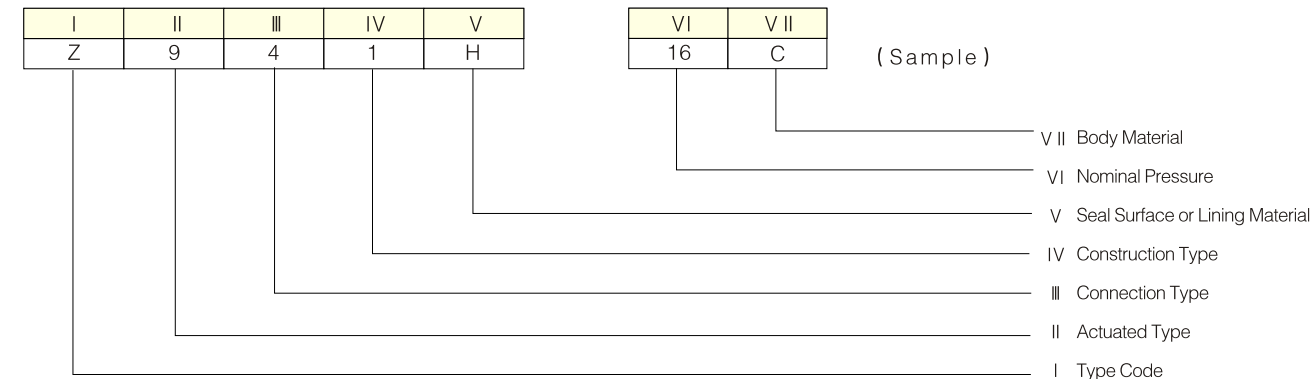 I II III IV V VI VII
Z 9 4 1 H 16 C (Sample)
VII Body Material
VI Nominal Pressure
V Seal Surface or Lining Material
IV Construction Type
III Connection Type
II Actuated Type
I Type Code